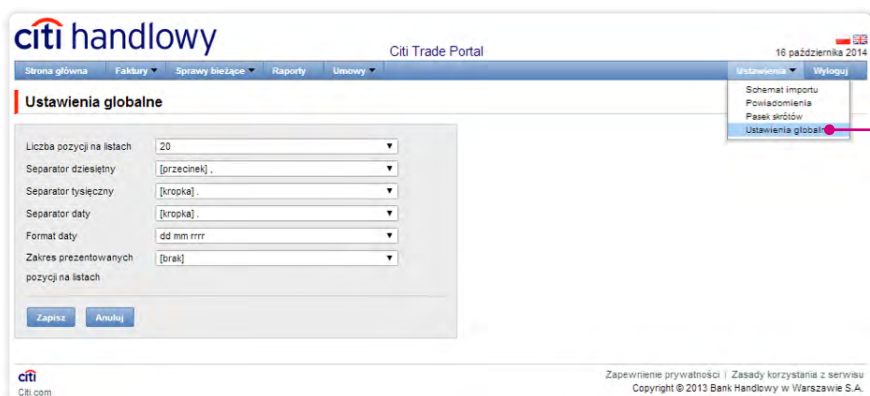 citi handlowy
Citi Trade Portal
16 października 2014
Strona główna Faktury Sprawy bieżące Raporty Umowy Ustawienia Wyloguj
Schemat importu
Powiadomienia
Pasek skrótów
Ustawienia globalne
Ustawienia globalne
Liczba pozycji na listach 20
Separator dziesiętny [przecinek] ,
Separator tysięczny [kropka] .
Separator daty [kropka] .
Format daty dd mm rrrr
Zakres prezentowanych [brak]
pozycji na listach
Zapisz Anuluj
citi
Citi.com
Zapewnienie prywatności | Zasady korzystania z serwisu
Copyright © 2013 Bank Handlowy w Warszawie S.A.